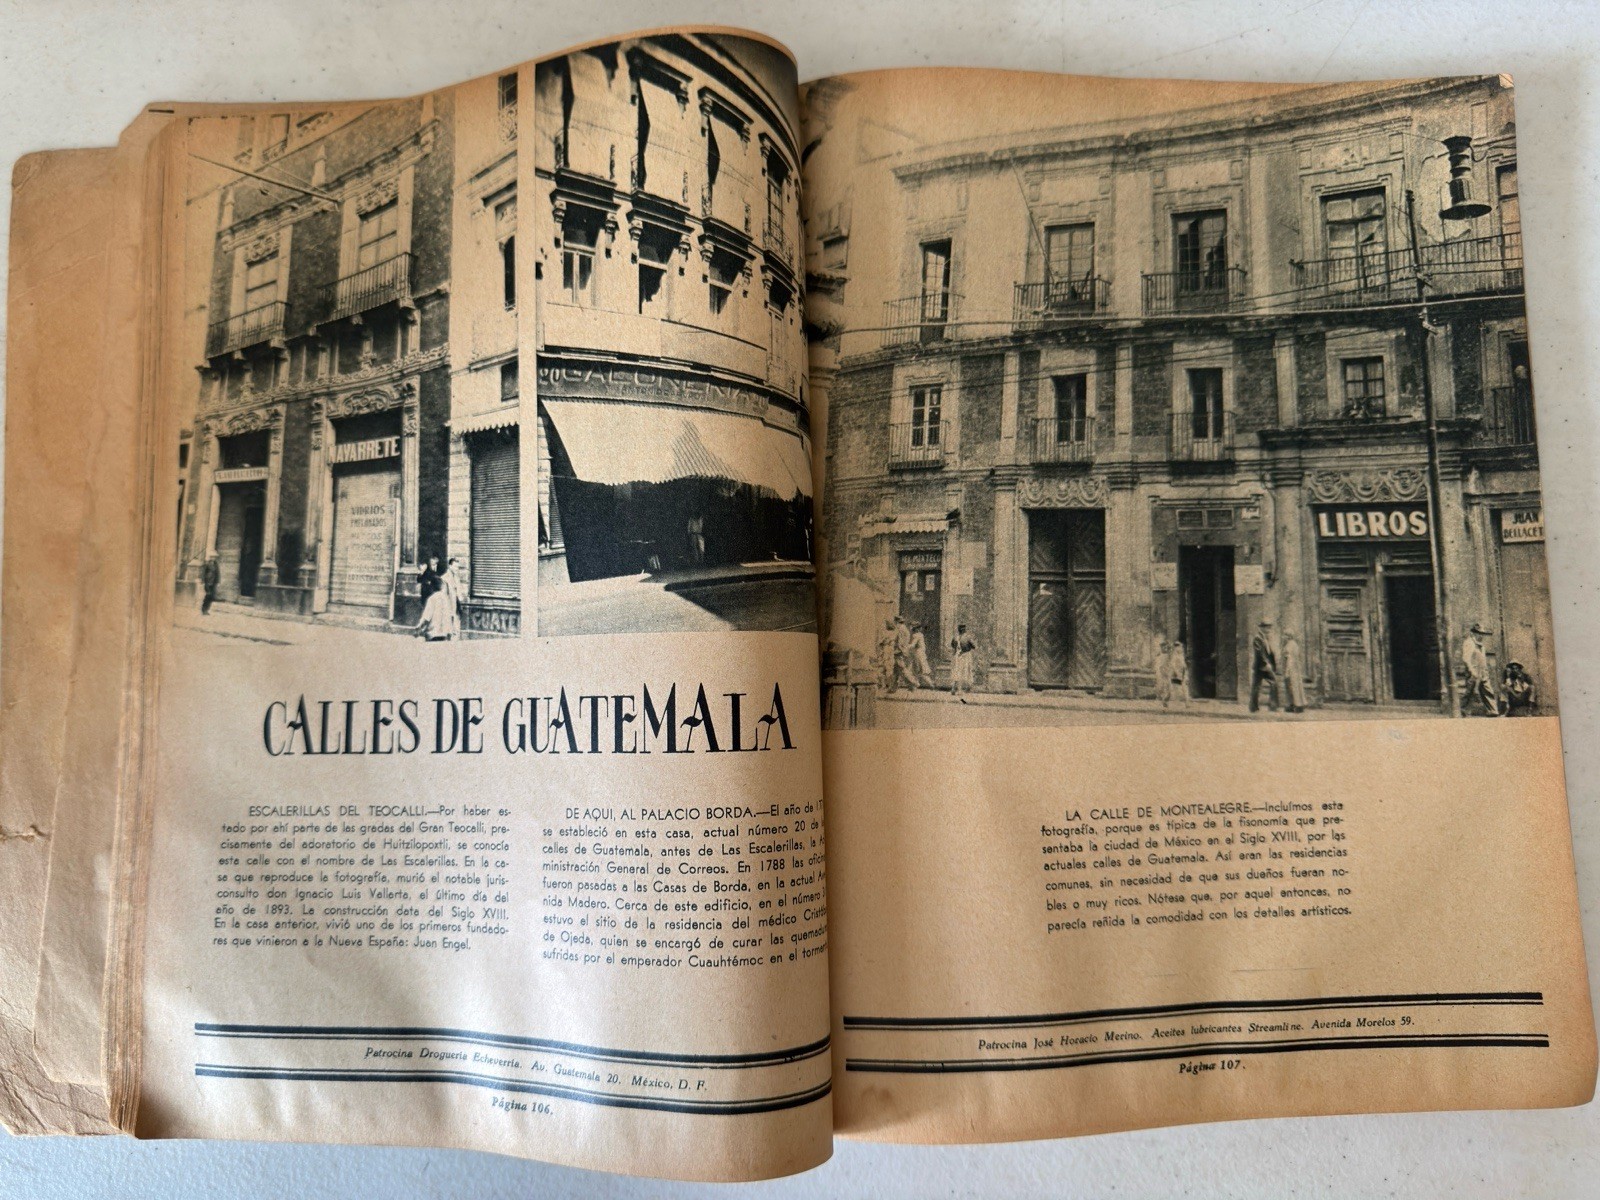 NAVARRETE
VIDRIOS
GUATE
LIBROS
JUAN
CALLES DE GUATEMALA
ESCALERILLAS DEL TEOCALLI.—Por haber es-
tado por ahí parte de las gradas del Gran Teocalli, pre-
cisamente del adoratorio de Huitzilopoxtli, se conocía
esta calle con el nombre de Las Escalerillas. En la ca-
sa que reproduce la fotografía, murió el notable juris-
consulto don Ignacio Luis Vallarta, el último día del
año de 1893. La construcción data del Siglo XVIII.
En la casa anterior, vivió uno de los primeros fundado-
res que vinieron a la Nueva España: Juan Engel.
DE AQUI, AL PALACIO BORDA.—El año de
se estableció en esta casa, actual número 20 de
calles de Guatemala, antes de Las Escalerillas, la
ministración General de Correos. En 1788 las
fueron pasadas a las Casas de Borda, en la actual
nida Madero. Cerca de este edificio, en el número
estuvo el sitio de la residencia del médico
de Ojeda, quien se encargó de curar las
sufridas por el emperador Cuauhtémoc en el
Patrocina Droguería Echeverría. Av. Guatemala 20. México, D. F.
Página 106.
LA CALLE DE MONTEALEGRE.—Incluímos esta
fotografía, porque es típica de la fisonomía que pre-
sentaba la ciudad de México en el Siglo XVIII, por las
actuales calles de Guatemala. Así eran las residencias
comunes, sin necesidad de que sus dueños fueran no-
bles o muy ricos. Nótese que, por aquel entonces, no
parecía reñida la comodidad con los detalles artísticos.
Patrocina José Horacio Merino. Aceites lubricantes Streamline. Avenida Morelos 59.
Página 107.